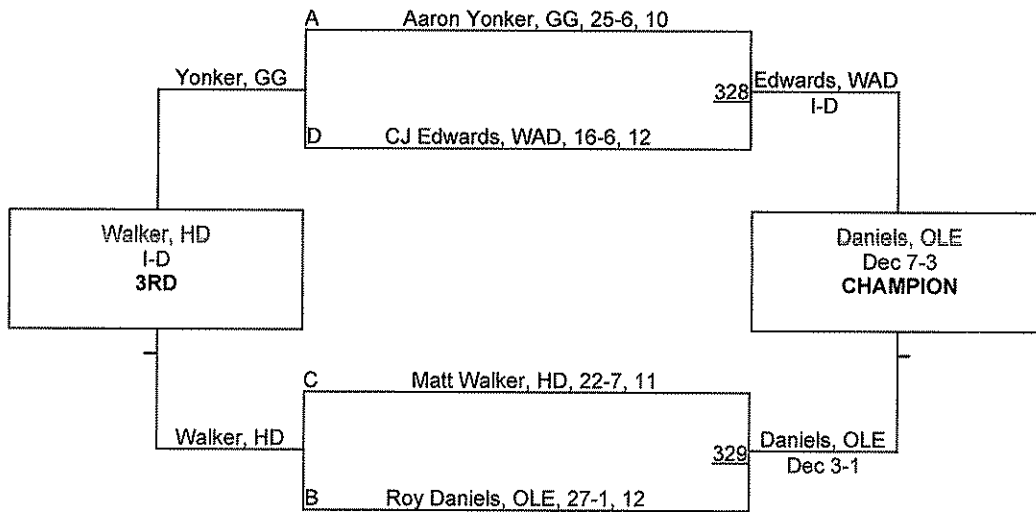 A
Aaron Yonker, GG, 25-6, 10
Yonker, GG
328
Edwards, WAD
I-D
D
CJ Edwards, WAD, 16-6, 12
Walker, HD
I-D
3RD
Daniels, OLE
Dec 7-3
CHAMPION
C
Matt Walker, HD, 22-7, 11
Walker, HD
329
Daniels, OLE
Dec 3-1
B
Roy Daniels, OLE, 27-1, 12